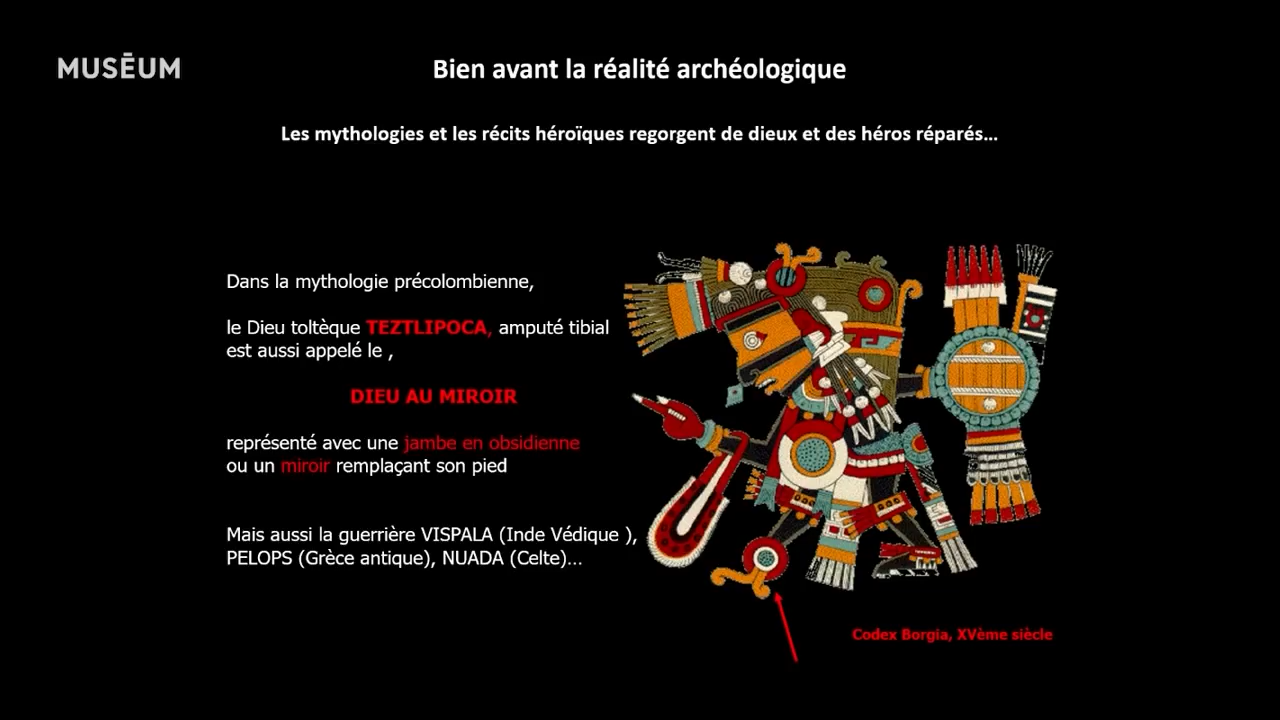 MUSĒUM
Bien avant la réalité archéologique
Les mythologies et les récits héroïques regorgent de dieux et des héros réparés...
Dans la mythologie précolombienne,
le Dieu toltèque TEZTLIPOCA, amputé tibial
est aussi appelé le ,
DIEU AU MIROIR
représenté avec une jambe en obsidienne
ou un miroir remplaçant son pied
Mais aussi la guerrière VISPALA (Inde Védique ),
PELOPS (Grèce antique), NUADA (Celte)...
Codex Borgia, XVème siècle